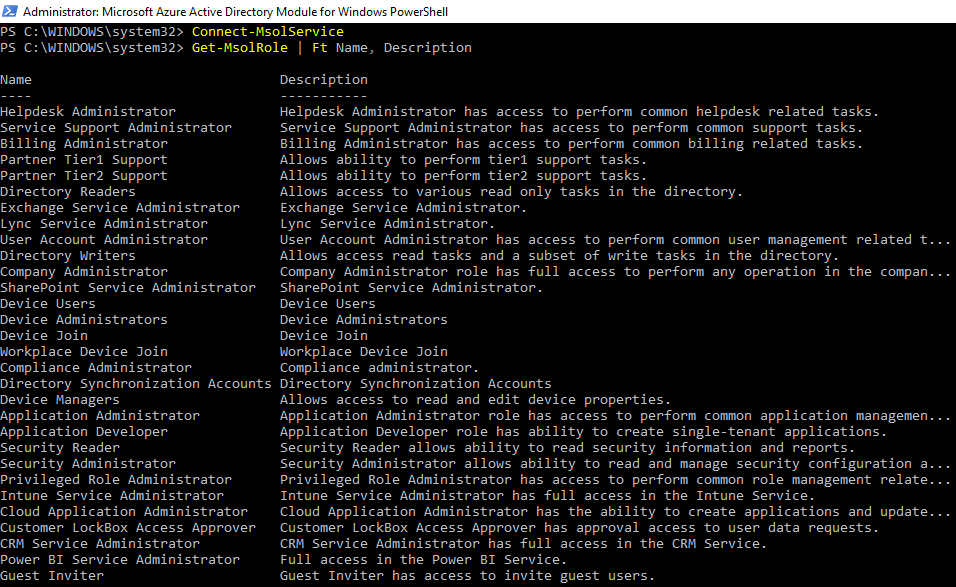 Administrator: Microsoft Azure Active Directory Module for Windows PowerShell
PS C:\WINDOWS\system32> Connect-MsolService
PS C:\WINDOWS\system32> Get-MsolRole | Ft Name, Description
Name                              Description
----                              -----------
Helpdesk Administrator            Helpdesk Administrator has access to perform common helpdesk related tasks.
Service Support Administrator     Service Support Administrator has access to perform common support tasks.
Billing Administrator             Billing Administrator has access to perform common billing related tasks.
Partner Tier1 Support             Allows ability to perform tier1 support tasks.
Partner Tier2 Support             Allows ability to perform tier2 support tasks.
Directory Readers                 Allows access to various read only tasks in the directory.
Exchange Service Administrator    Exchange Service Administrator.
Lync Service Administrator        Lync Service Administrator.
User Account Administrator        User Account Administrator has access to perform common user management related t...
Directory Writers                 Allows access read tasks and a subset of write tasks in the directory.
Company Administrator             Company Administrator role has full access to perform any operation in the compan...
SharePoint Service Administrator  SharePoint Service Administrator.
Device Users                      Device Users
Device Administrators             Device Administrators
Device Join                       Device Join
Workplace Device Join             Workplace Device Join
Compliance Administrator          Compliance administrator.
Directory Synchronization Accounts Directory Synchronization Accounts
Device Managers                   Allows access to read and edit device properties.
Application Administrator         Application Administrator role has access to perform common application managemen...
Application Developer             Application Developer role has ability to create single-tenant applications.
Security Reader                   Security Reader allows ability to read security information and reports.
Security Administrator            Security Administrator allows ability to read and manage security configuration a...
Privileged Role Administrator     Privileged Role Administrator has access to perform common role management relate...
Intune Service Administrator      Intune Service Administrator has full access in the Intune Service.
Cloud Application Administrator   Cloud Application Administrator has the ability to create applications and update...
Customer LockBox Access Approver  Customer LockBox Access Approver has approval access to user data requests.
CRM Service Administrator         CRM Service Administrator has full access in the CRM Service.
Power BI Service Administrator    Full access in the Power BI Service.
Guest Inviter                     Guest Inviter has access to invite guest users.